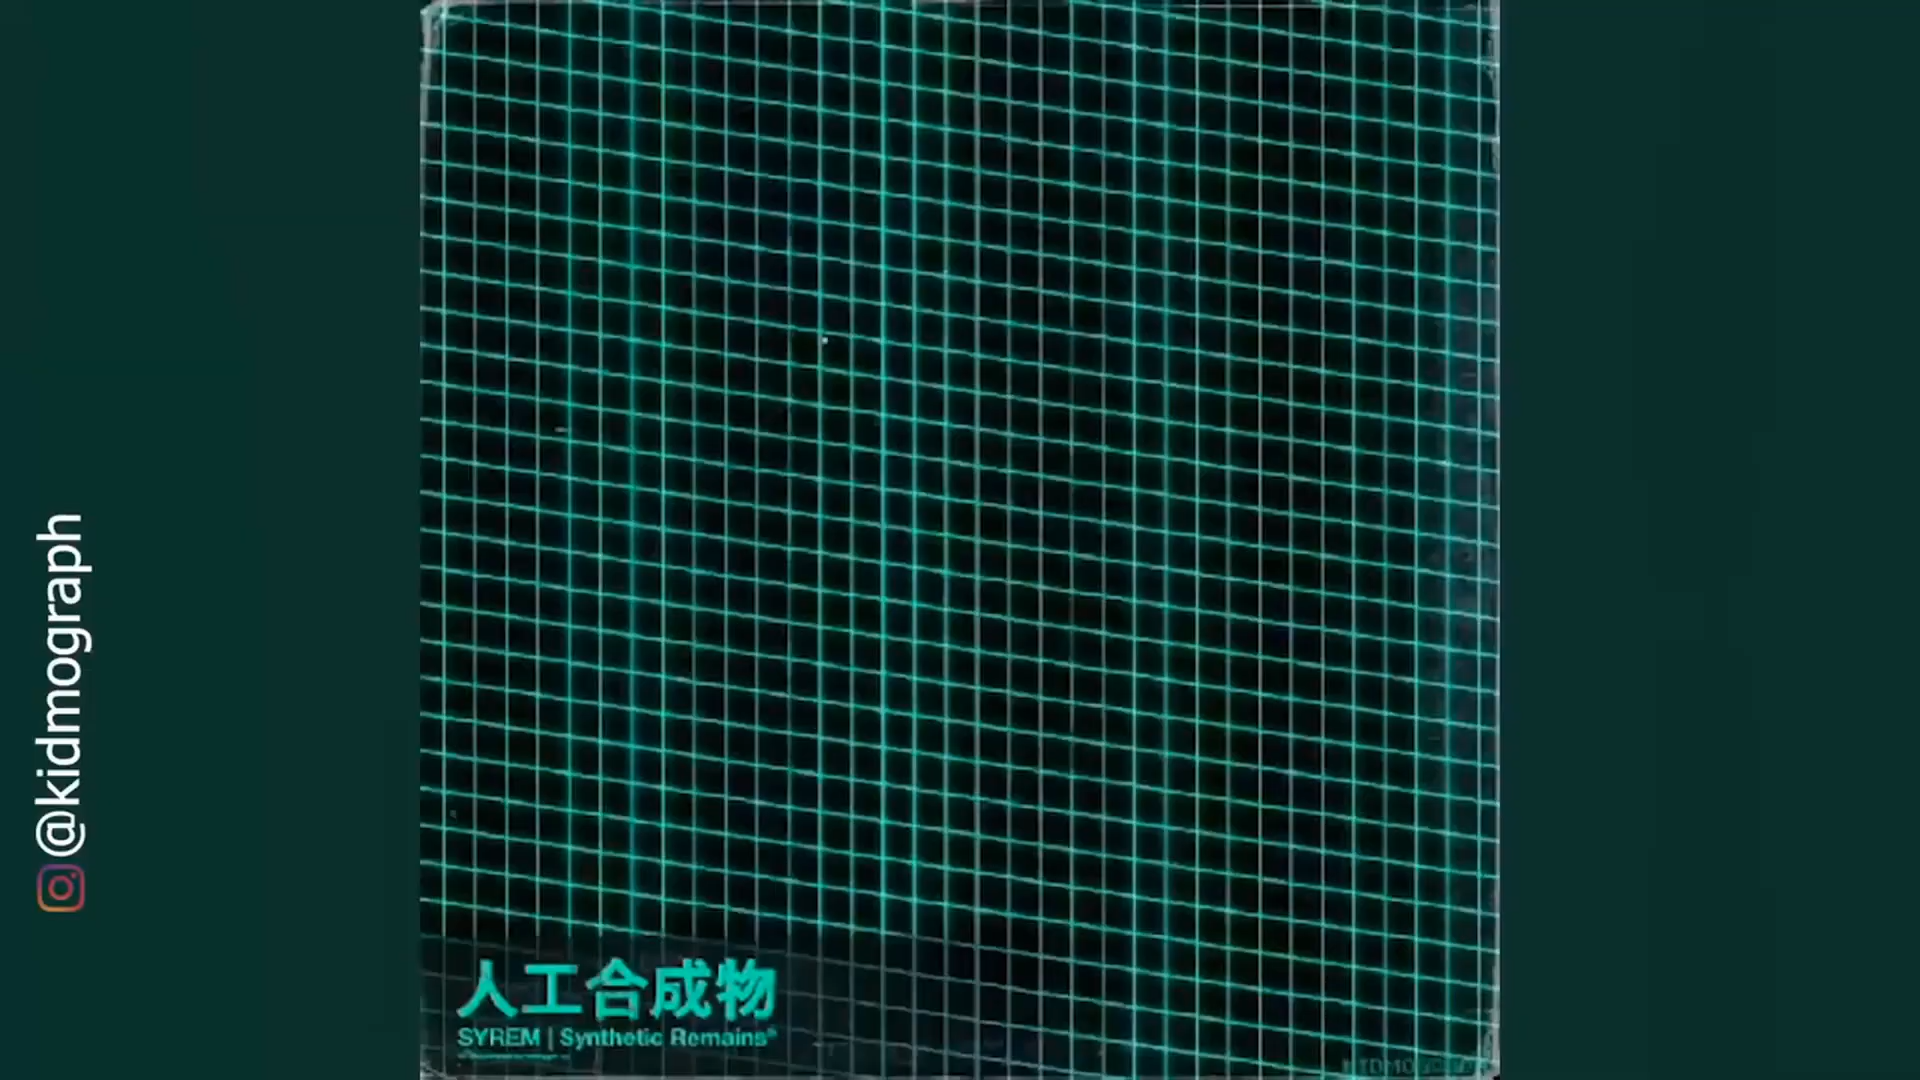 @kidmograph
人工合成物
SYREM | Synthetic Remains®